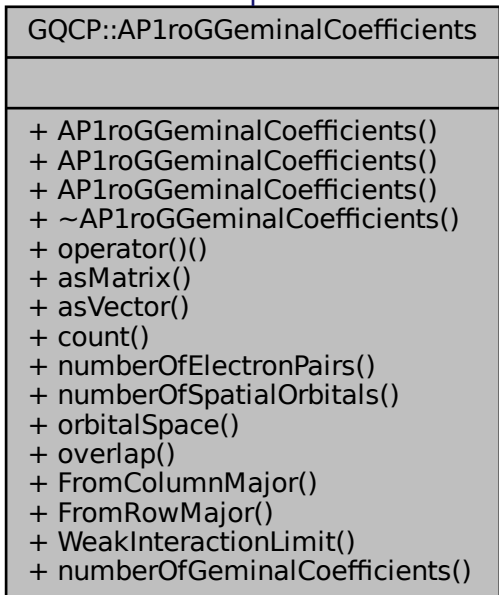 GQCP::AP1roGGeminalCoefficients
+ AP1roGGeminalCoefficients()
+ AP1roGGeminalCoefficients()
+ AP1roGGeminalCoefficients()
+ ~AP1roGGeminalCoefficients()
+ operator()()
+ asMatrix()
+ asVector()
+ count()
+ numberOfElectronPairs()
+ numberOfSpatialOrbitals()
+ orbitalSpace()
+ overlap()
+ FromColumnMajor()
+ FromRowMajor()
+ WeakInteractionLimit()
+ numberOfGeminalCoefficients()